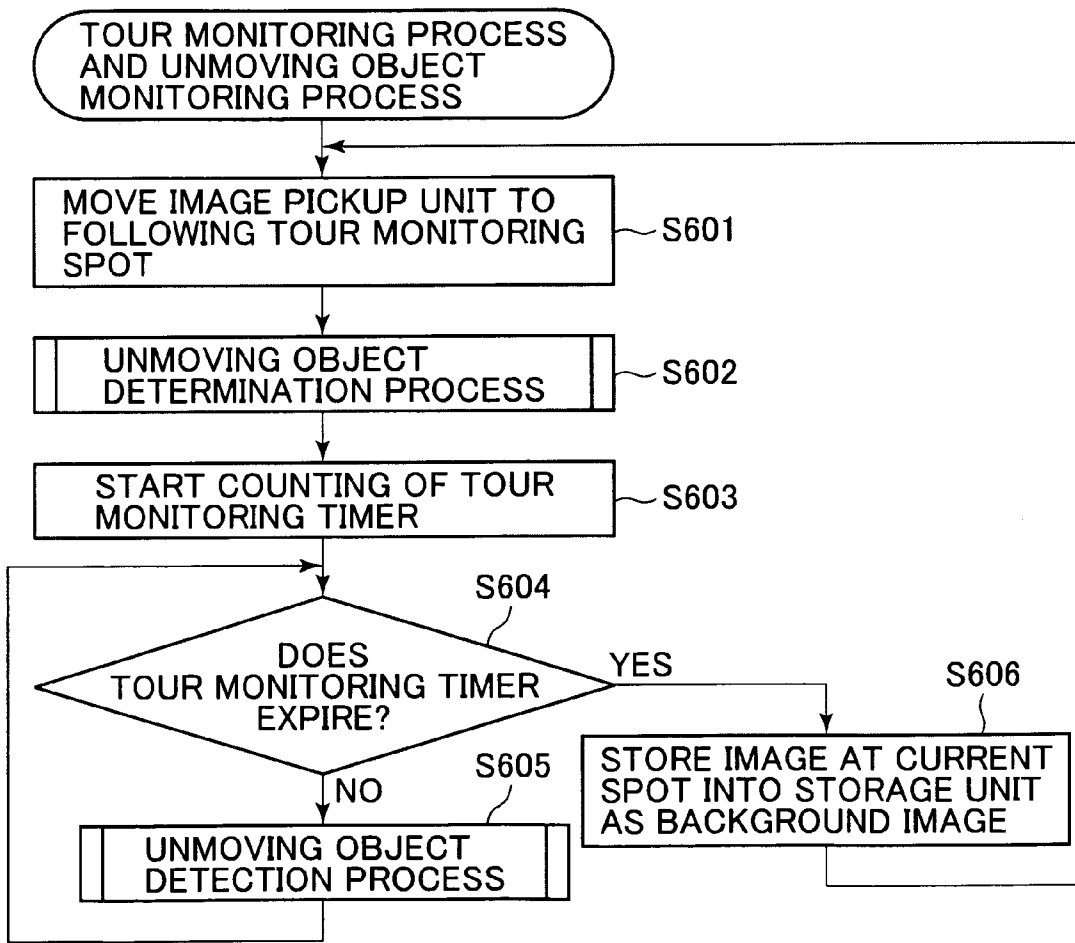 TOUR MONITORING PROCESS
AND UNMOVING OBJECT
MONITORING PROCESS
MOVE IMAGE PICKUP UNIT TO
FOLLOWING TOUR MONITORING
SPOT
S601
UNMOVING OBJECT
DETERMINATION PROCESS
S602
START COUNTING OF TOUR
MONITORING TIMER
S603
S604
DOES
TOUR MONITORING TIMER
EXPIRE?
YES
NO
S605
UNMOVING OBJECT
DETECTION PROCESS
S606
STORE IMAGE AT CURRENT
SPOT INTO STORAGE UNIT
AS BACKGROUND IMAGE